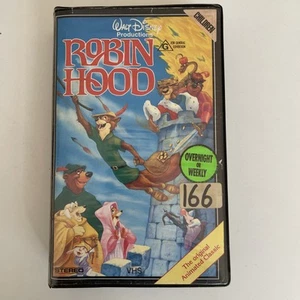 WALT DISNEY
Productions
ROBIN
HOOD
G
CHILDREN
OVERNIGHT
OR
WEEKLY
166
The original
Animated Classic
STEREO
VHS